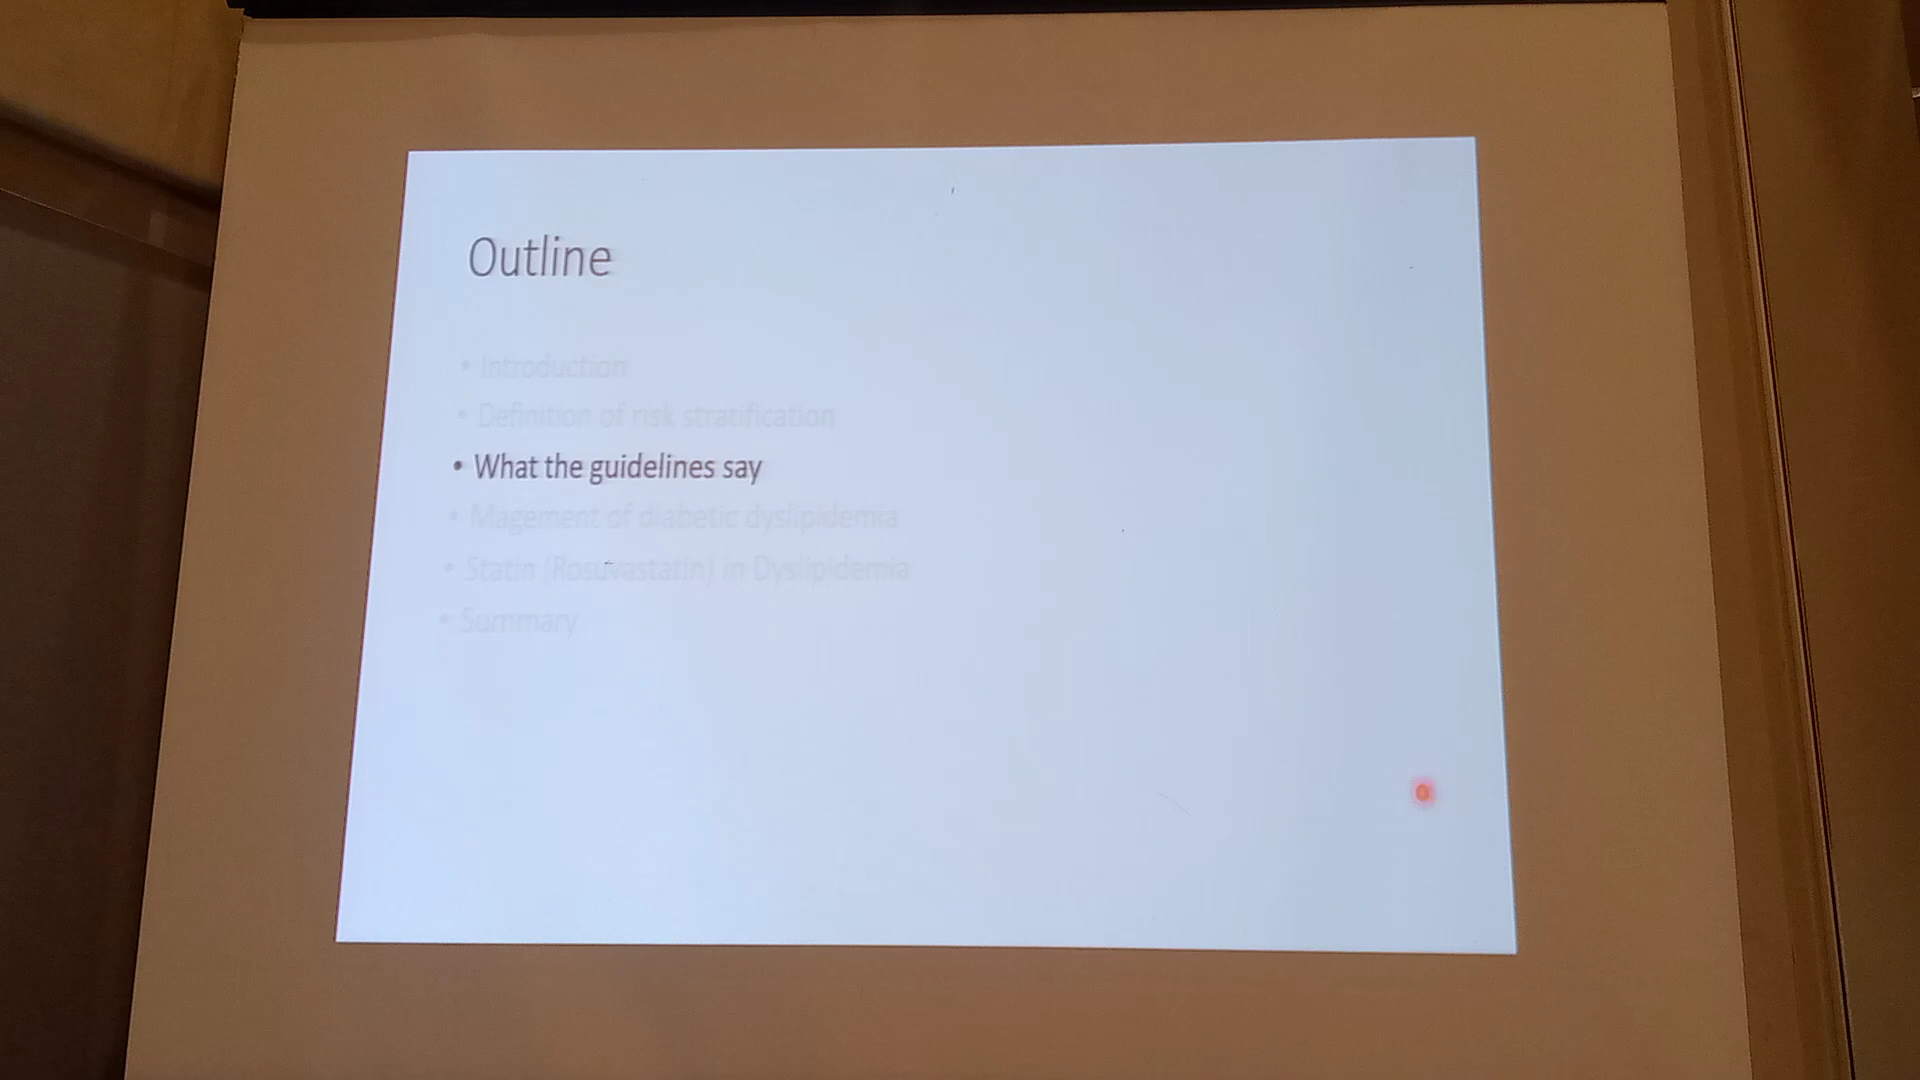 Outline
• Introduction
• Definition of risk stratification
• What the guidelines say
• Magement of diabetic dyslipidemia
• Statin (Rosuvastatin) in Dyslipidemia
• Summary